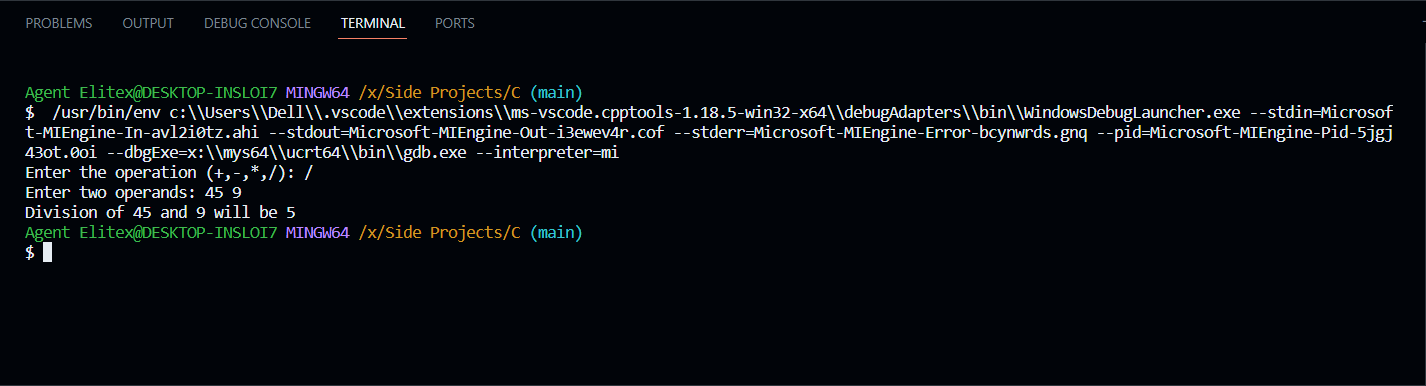 PROBLEMS OUTPUT DEBUG CONSOLE TERMINAL PORTS
Agent Elitex@DESKTOP-INSLOI7 MINGW64 /x/Side Projects/C (main)
$  /usr/bin/env c:\\Users\\Dell\\.vscode\\extensions\\ms-vscode.cpptools-1.18.5-win32-x64\\debugAdapters\\bin\\WindowsDebugLauncher.exe --stdin=Microsof
t-MIEngine-In-avl2i0tz.ahi --stdout=Microsoft-MIEngine-Out-i3ewev4r.cof --stderr=Microsoft-MIEngine-Error-bcynwrds.gnq --pid=Microsoft-MIEngine-Pid-5jgj
43ot.0oi --dbgExe=x:\\mys64\\ucrt64\\bin\\gdb.exe --interpreter=mi
Enter the operation (+,-,*,/): /
Enter two operands: 45 9
Division of 45 and 9 will be 5
Agent Elitex@DESKTOP-INSLOI7 MINGW64 /x/Side Projects/C (main)
$